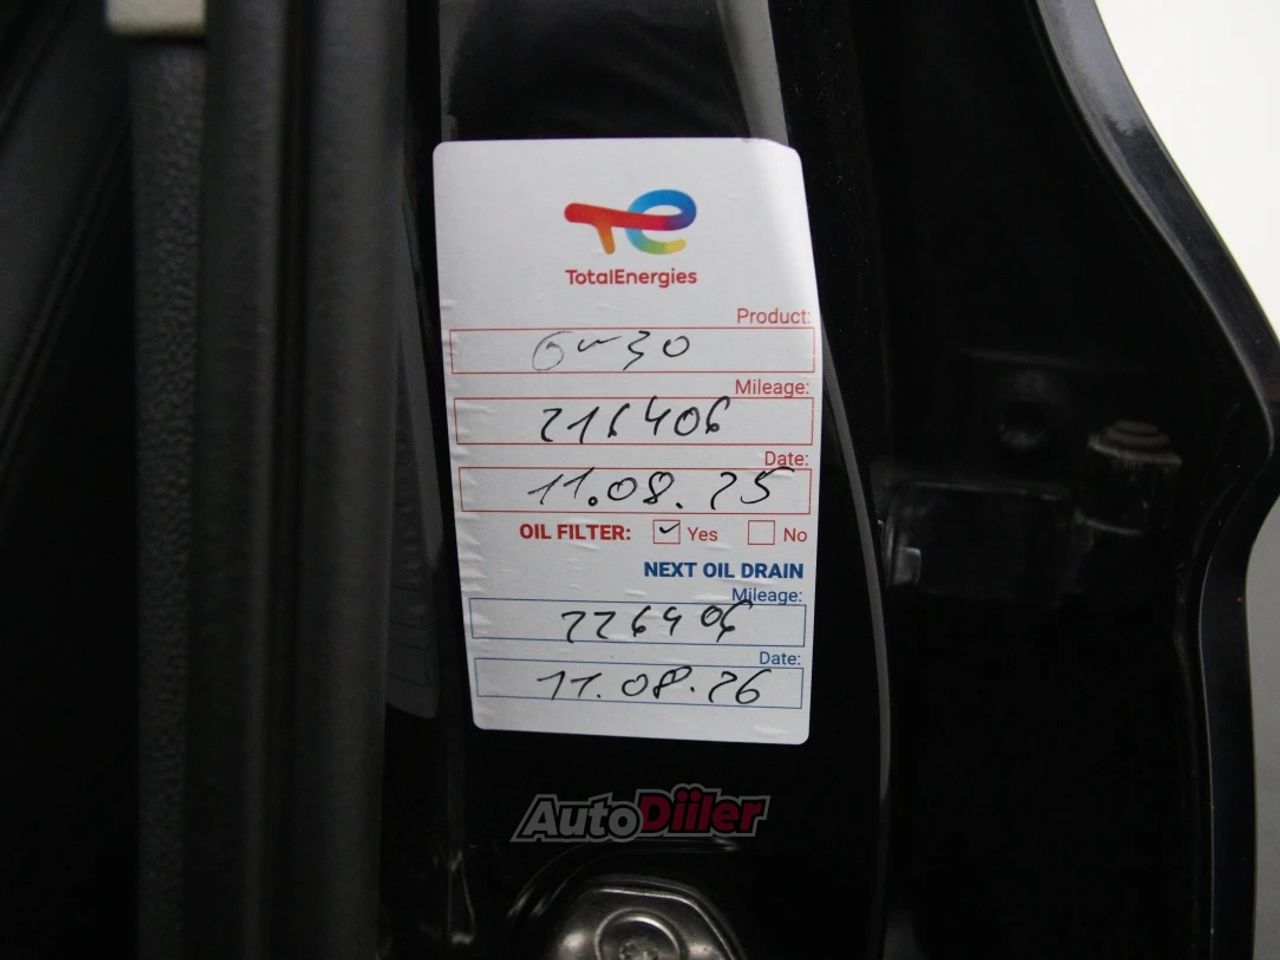 TotalEnergies
Product:
0w30
Mileage:
216406
Date:
11.08.25
OIL FILTER: Yes No
NEXT OIL DRAIN
Mileage:
226406
Date:
11.08.26
AutoDiiler